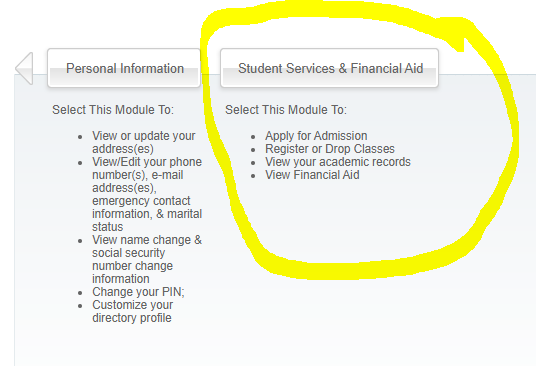 Personal Information
Select This Module To:
View or update your
address(es)
View/Edit your phone
number(s), e-mail
address(es),
emergency contact
information, & marital
status
View name change &
social security
number change
information
Change your PIN;
Customize your
directory profile
Student Services & Financial Aid
Select This Module To:
Apply for Admission
Register or Drop Classes
View your academic records
View Financial Aid